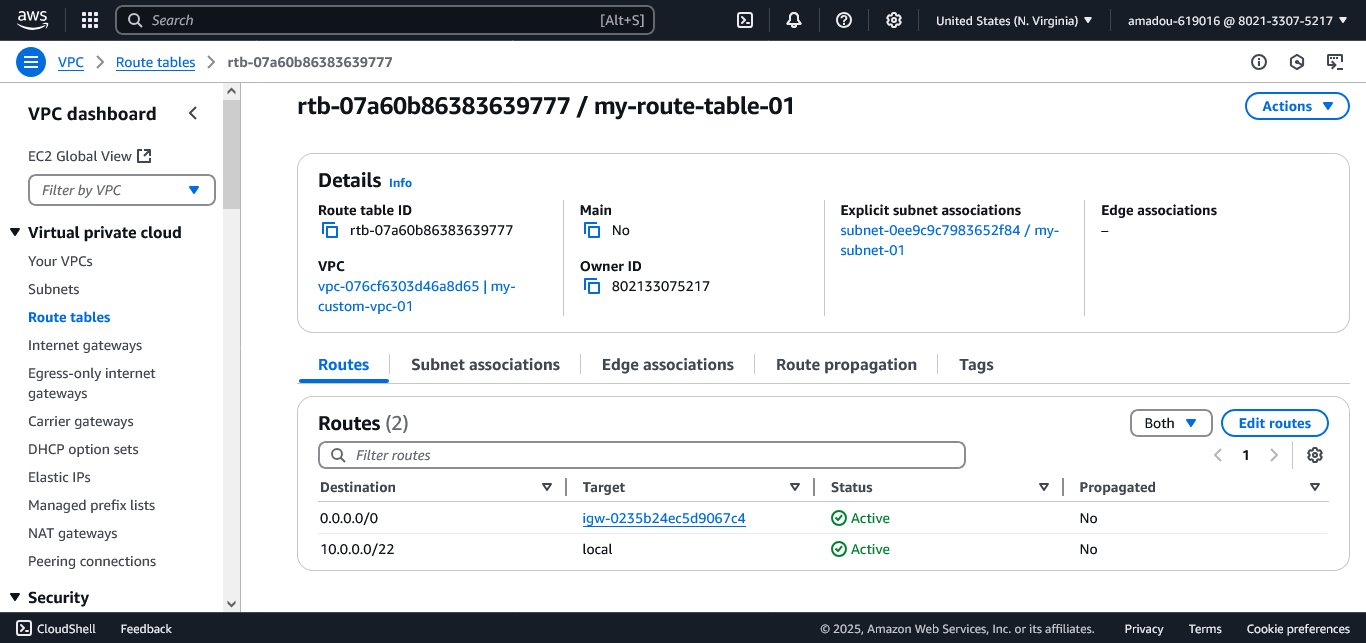 aws Search [Alt+S] United States (N. Virginia) amadou-619016 @ 8021-3307-5217
VPC Route tables rtb-07a60b86383639777
VPC dashboard
EC2 Global View
Filter by VPC
Virtual private cloud
Your VPCs
Subnets
Route tables
Internet gateways
Egress-only internet
gateways
Carrier gateways
DHCP option sets
Elastic IPs
Managed prefix lists
NAT gateways
Peering connections
Security
rtb-07a60b86383639777 / my-route-table-01
Actions
Details Info
Route table ID
rtb-07a60b86383639777
VPC
vpc-076cf6303d46a8d65 | my-
custom-vpc-01
Main
No
Owner ID
802133075217
Explicit subnet associations
subnet-0ee9c9c7983652f84 / my-
subnet-01
Edge associations
–
Routes Subnet associations Edge associations Route propagation Tags
Routes (2)
Both Edit routes
Filter routes
1
Destination Target Status Propagated
0.0.0.0/0 igw-0235b24ec5d9067c4 Active No
10.0.0.0/22 local Active No
CloudShell Feedback © 2025, Amazon Web Services, Inc. or its affiliates. Privacy Terms Cookie preferences